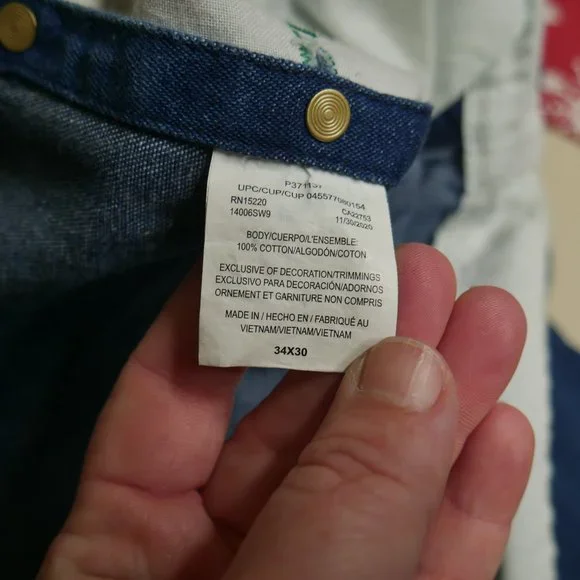 UPC/CUP/CUP 045577080154
RN15220
CA22753
14006SW9
11/30/2020
BODY/CUERPO/L'ENSEMBLE:
100% COTTON/ALGODÓN/COTON
EXCLUSIVE OF DECORATION/TRIMMINGS
EXCLUSIVO PARA DECORACIÓN/ADORNOS
ORNEMENT ET GARNITURE NON COMPRIS
MADE IN / HECHO EN / FABRIQUÉ AU
VIETNAM/VIETNAM/VIETNAM
34X30